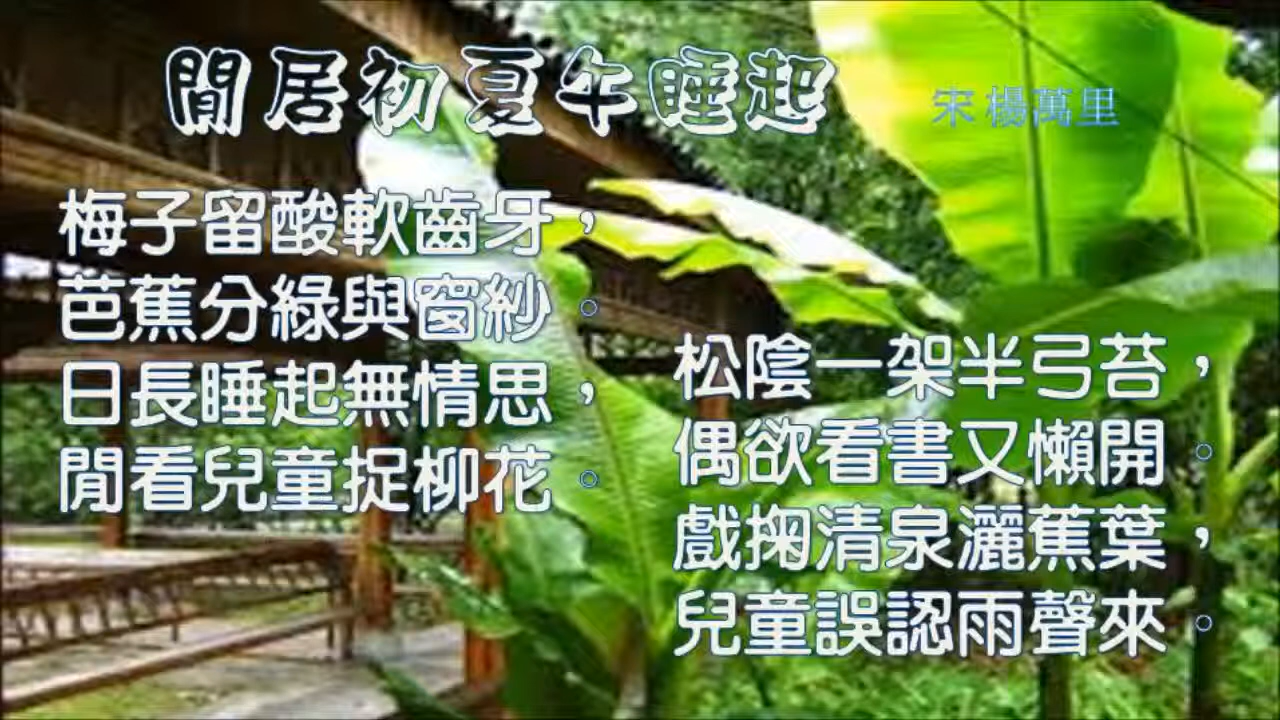 閒居初夏午睡起
宋 楊萬里
梅子留酸軟齒牙，
芭蕉分綠與窗紗。
日長睡起無情思，
閒看兒童捉柳花。
松陰一架半弓苔，
偶欲看書又懶開。
戲掬清泉灑蕉葉，
兒童誤認雨聲來。